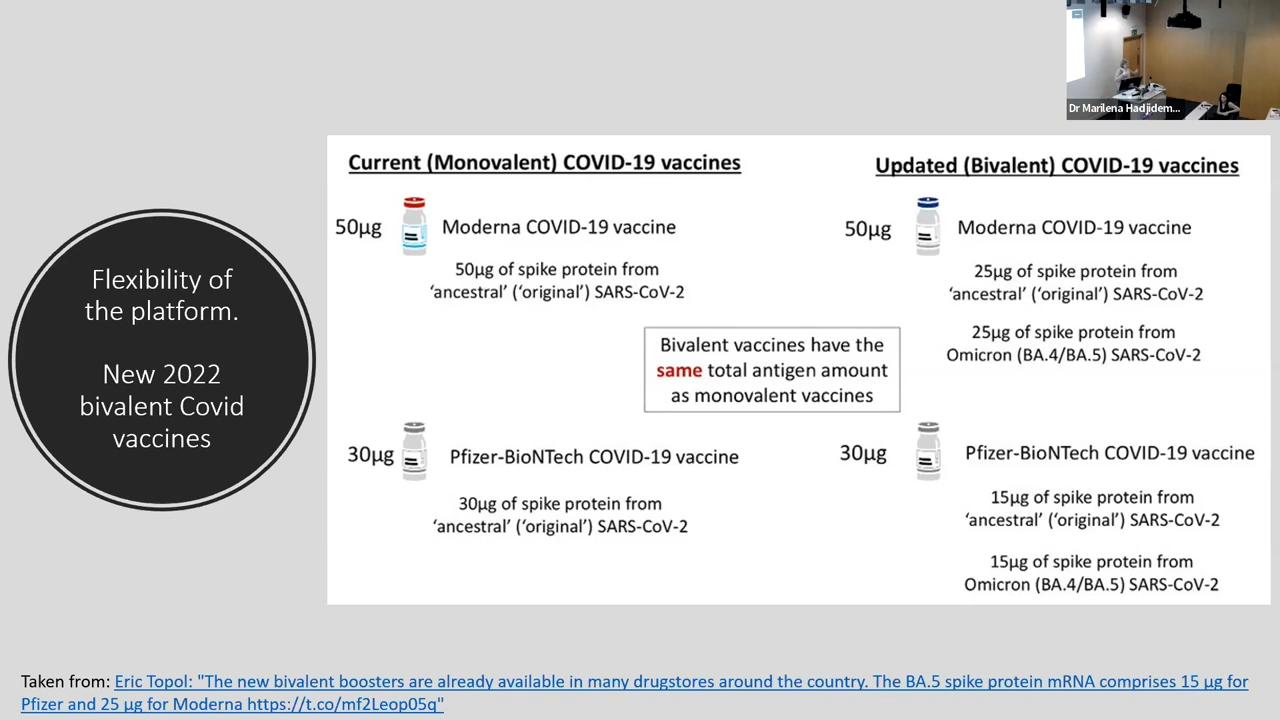 Dr Marilena Hadjidem...
Flexibility of
the platform.
New 2022
bivalent Covid
vaccines
Current (Monovalent) COVID-19 vaccines
50µg
Moderna COVID-19 vaccine
50µg of spike protein from
‘ancestral’ (‘original’) SARS-CoV-2
30µg
Pfizer-BioNTech COVID-19 vaccine
30µg of spike protein from
‘ancestral’ (‘original’) SARS-CoV-2
Bivalent vaccines have the
same total antigen amount
as monovalent vaccines
Updated (Bivalent) COVID-19 vaccines
50µg
Moderna COVID-19 vaccine
25µg of spike protein from
‘ancestral’ (‘original’) SARS-CoV-2
25µg of spike protein from
Omicron (BA.4/BA.5) SARS-CoV-2
30µg
Pfizer-BioNTech COVID-19 vaccine
15µg of spike protein from
‘ancestral’ (‘original’) SARS-CoV-2
15µg of spike protein from
Omicron (BA.4/BA.5) SARS-CoV-2
Taken from: Eric Topol: "The new bivalent boosters are already available in many drugstores around the country. The BA.5 spike protein mRNA comprises 15 µg for
Pfizer and 25 µg for Moderna https://t.co/mf2Leop05q"